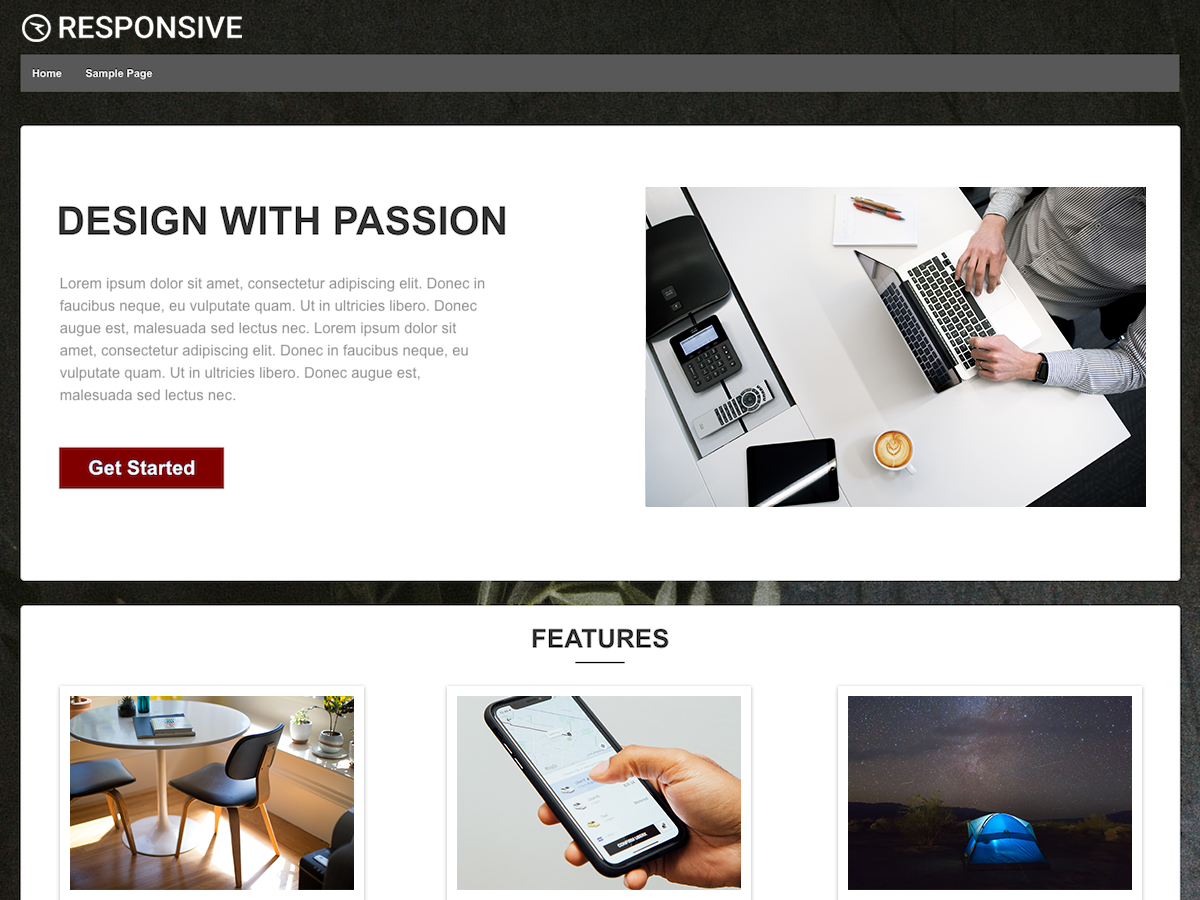 RESPONSIVE
Home
Sample Page
DESIGN WITH PASSION
Lorem ipsum dolor sit amet, consectetur adipiscing elit. Donec in
faucibus neque, eu vulputate quam. Ut in ultricies libero. Donec
augue est, malesuada sed lectus nec. Lorem ipsum dolor sit
amet, consectetur adipiscing elit. Donec in faucibus neque, eu
vulputate quam. Ut in ultricies libero. Donec augue est,
malesuada sed lectus nec.
Get Started
FEATURES